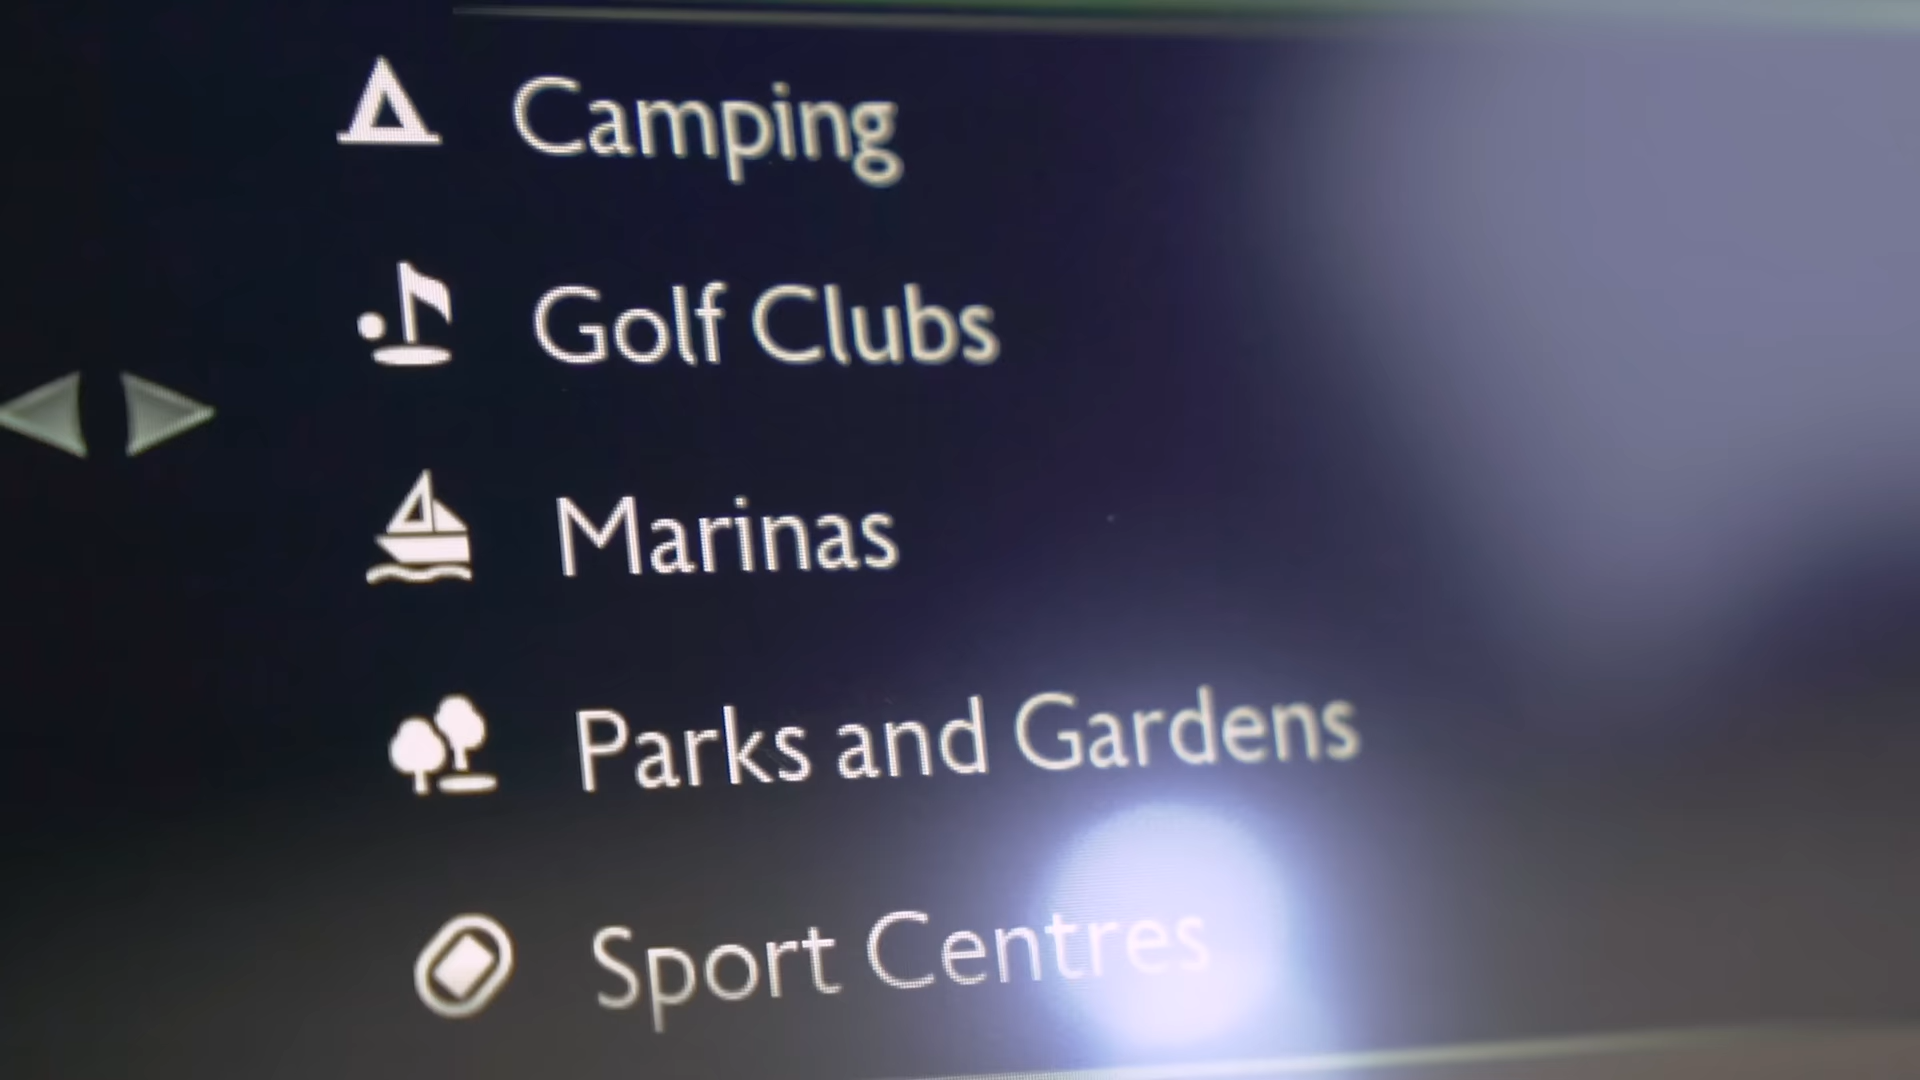 Camping
Golf Clubs
Marinas
Parks and Gardens
Sport Centres